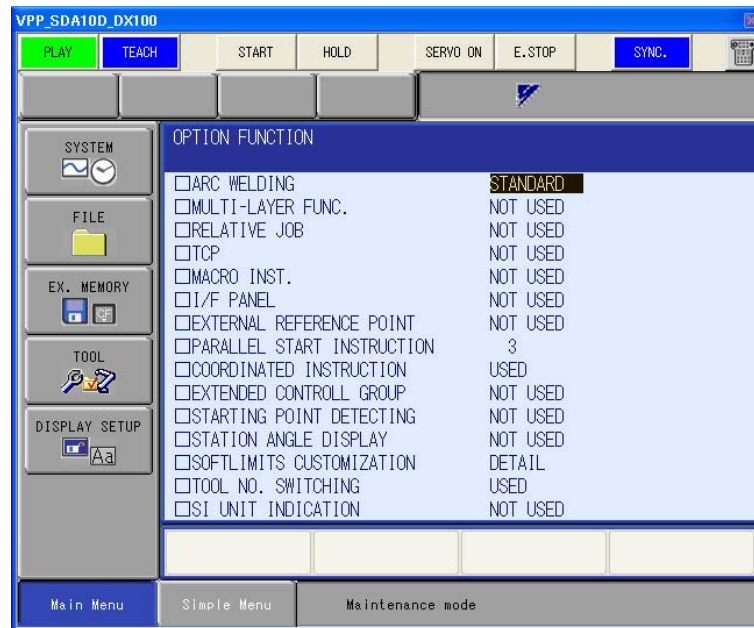 VPP_SDA10D_DX100
PLAY TEACH START HOLD SERVO ON E.STOP SYNC.
SYSTEM
FILE
EX. MEMORY
CF
TOOL
DISPLAY SETUP
Aa
OPTION FUNCTION
□ARC WELDING STANDARD
□MULTI-LAYER FUNC. NOT USED
□RELATIVE JOB NOT USED
□TCP NOT USED
□MACRO INST. NOT USED
□I/F PANEL NOT USED
□EXTERNAL REFERENCE POINT NOT USED
□PARALLEL START INSTRUCTION 3
□COORDINATED INSTRUCTION USED
□EXTENDED CONTROLL GROUP NOT USED
□STARTING POINT DETECTING NOT USED
□STATION ANGLE DISPLAY NOT USED
□SOFTLIMITS CUSTOMIZATION DETAIL
□TOOL NO. SWITCHING USED
□SI UNIT INDICATION NOT USED
Main Menu Simple Menu Maintenance mode